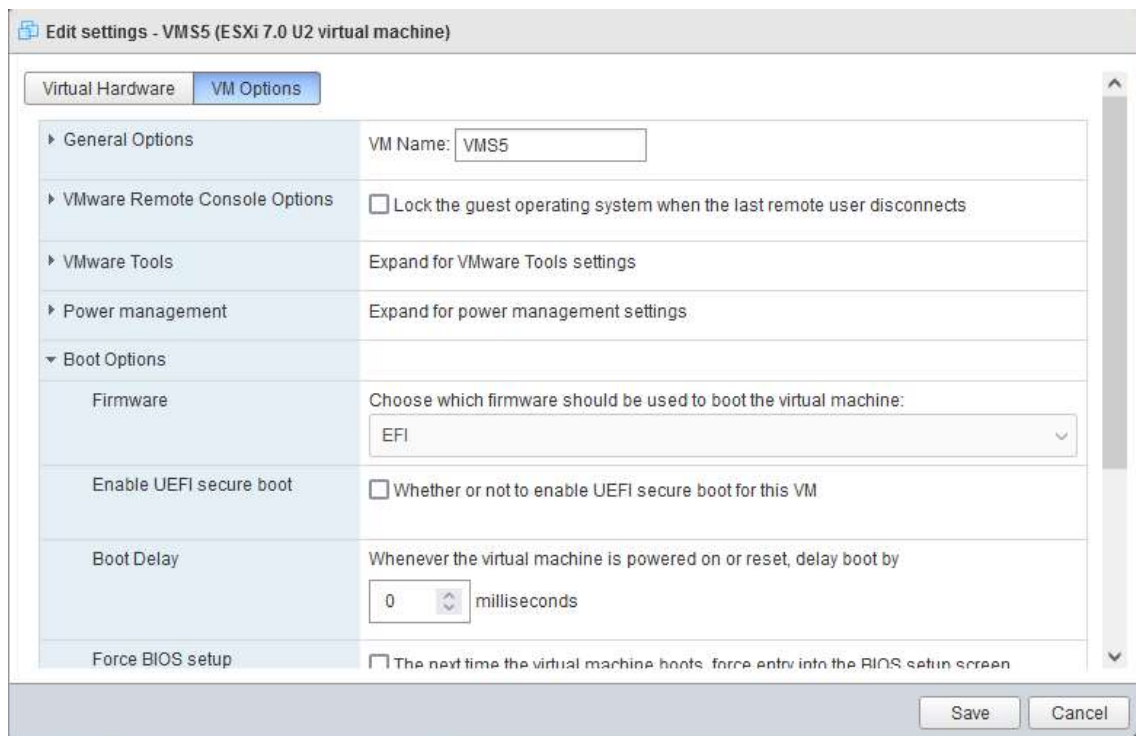 Edit settings - VMS5 (ESXi 7.0 U2 virtual machine)
Virtual Hardware VM Options
General Options VM Name: VMS5
VMware Remote Console Options Lock the guest operating system when the last remote user disconnects
VMware Tools Expand for VMware Tools settings
Power management Expand for power management settings
Boot Options
Firmware Choose which firmware should be used to boot the virtual machine:
EFI
Enable UEFI secure boot Whether or not to enable UEFI secure boot for this VM
Boot Delay Whenever the virtual machine is powered on or reset, delay boot by
0 milliseconds
Force BIOS setup The next time the virtual machine boots, force entry into the BIOS setup screen
Save Cancel